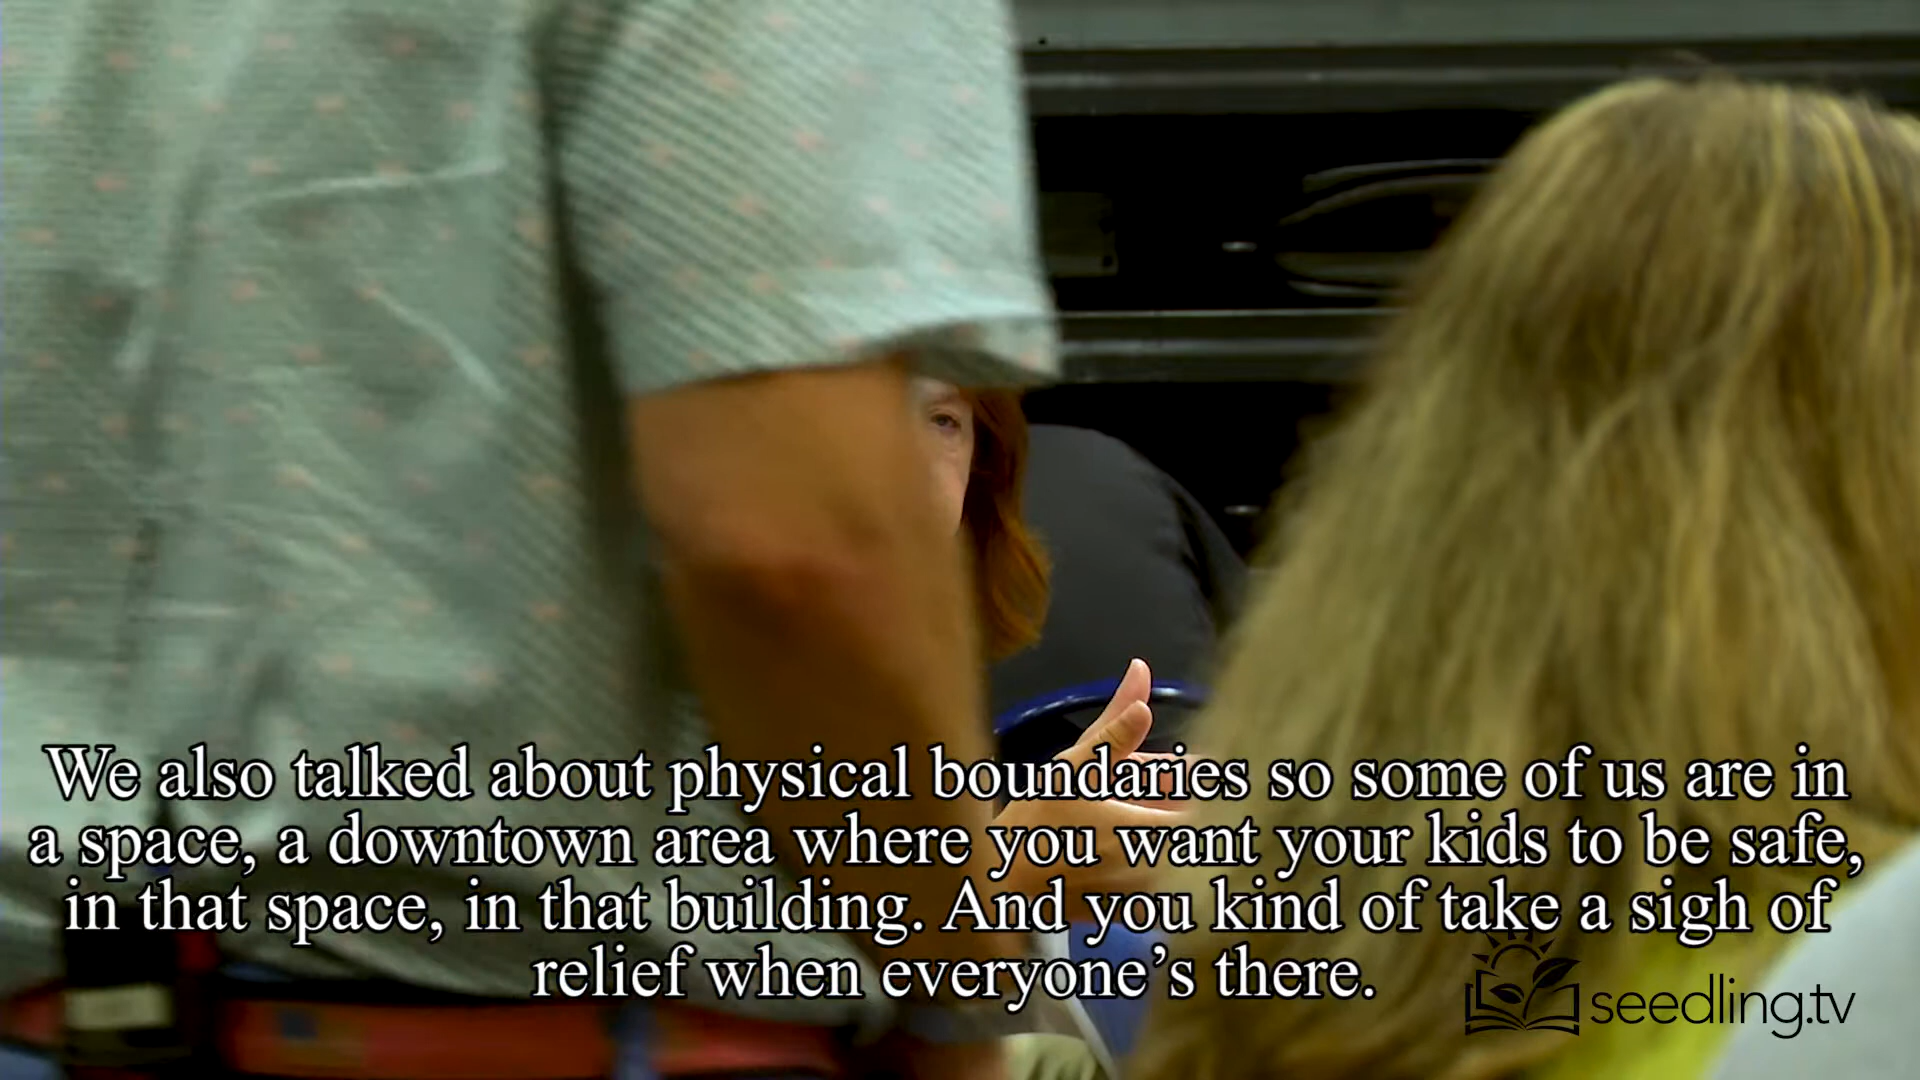 We also talked about physical boundaries so some of us are in
a space, a downtown area where you want your kids to be safe,
in that space, in that building. And you kind of take a sigh of
relief when everyone’s there.
seedling.tv